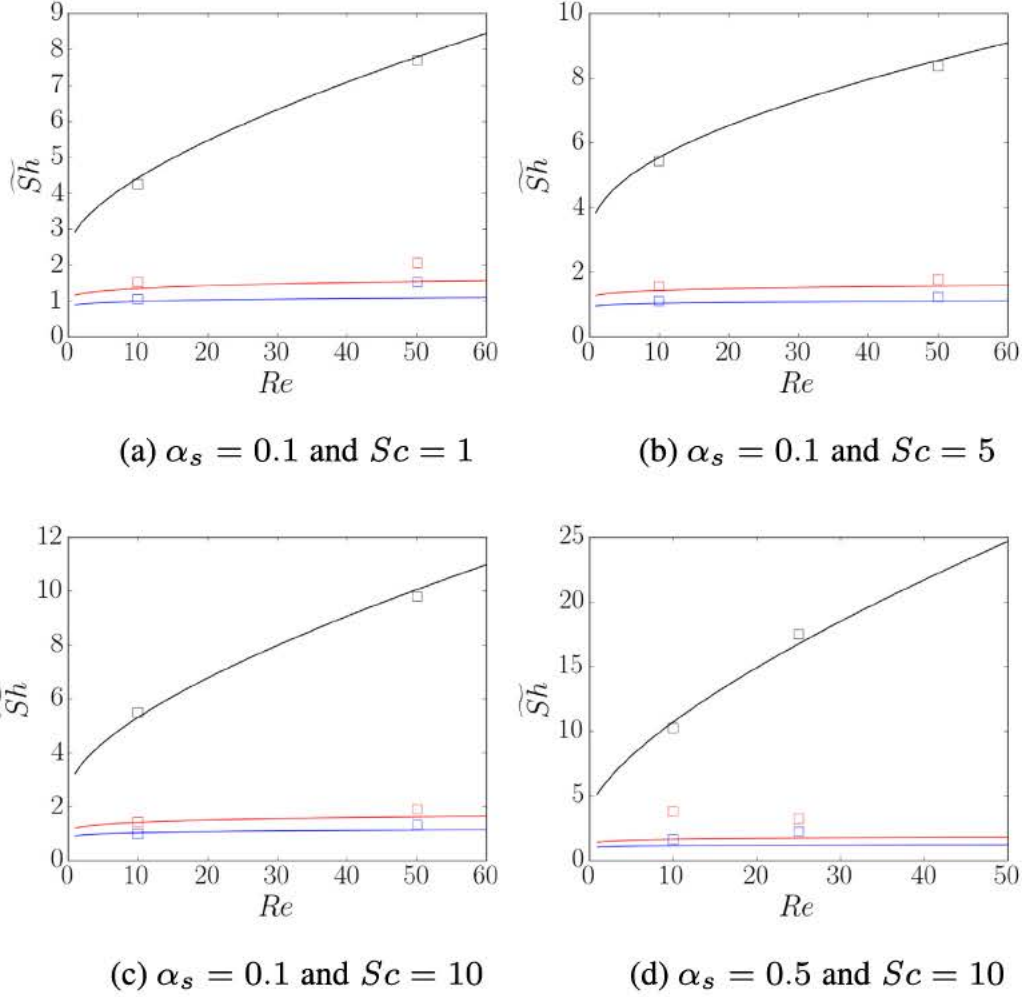 9
8
7
6
5
4
3
2
1
0
S̃h
0 10 20 30 40 50 60
Re
(a) αₛ = 0.1 and Sc = 1
10
8
6
4
2
0
S̃h
0 10 20 30 40 50 60
Re
(b) αₛ = 0.1 and Sc = 5
12
10
8
6
4
2
0
S̃h
0 10 20 30 40 50 60
Re
(c) αₛ = 0.1 and Sc = 10
25
20
15
10
5
0
S̃h
0 10 20 30 40 50
Re
(d) αₛ = 0.5 and Sc = 10